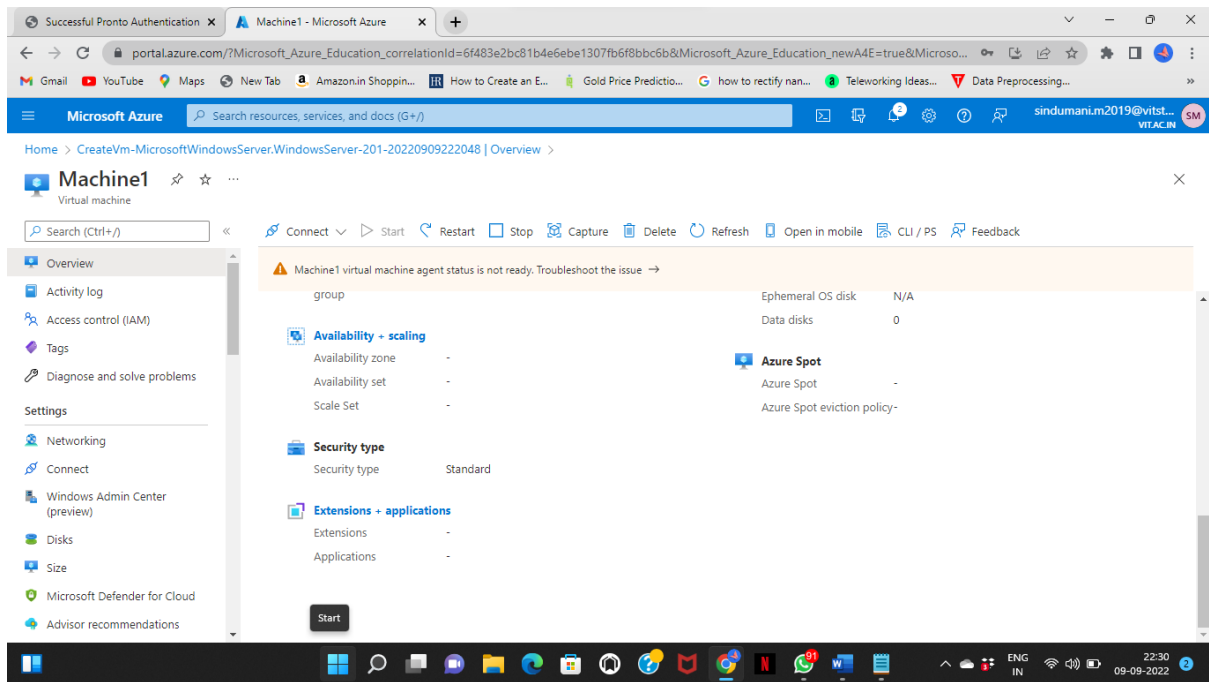 Successful Pronto Authentication
Machine1 - Microsoft Azure
portal.azure.com/?Microsoft_Azure_Education_correlationId=6f483e2bc81b4e6ebe1307fb6f8bbc6b&Microsoft_Azure_Education_newA4E=true&Microso...
Gmail YouTube Maps New Tab Amazon.in Shoppin... How to Create an E... Gold Price Predictio... how to rectify nan... Teleworking Ideas... Data Preprocessing... »
Microsoft Azure
Search resources, services, and docs (G+/)
2
sindumani.m2019@vitst...
VIT.AC.IN
SM
Home > CreateVm-MicrosoftWindowsServer.WindowsServer-201-20220909222048 | Overview >
Machine1 ...
Virtual machine
Search (Ctrl+/) «
Connect Start Restart Stop Capture Delete Refresh Open in mobile CLI / PS Feedback
Overview
Activity log
Access control (IAM)
Tags
Diagnose and solve problems
Settings
Networking
Connect
Windows Admin Center
(preview)
Disks
Size
Microsoft Defender for Cloud
Advisor recommendations
Machine1 virtual machine agent status is not ready. Troubleshoot the issue →
group
Availability + scaling
Availability zone -
Availability set -
Scale Set -
Security type
Security type Standard
Extensions + applications
Extensions -
Applications -
Ephemeral OS disk N/A
Data disks 0
Azure Spot
Azure Spot -
Azure Spot eviction policy -
Start
91
ENG
IN
22:30
09-09-2022
2